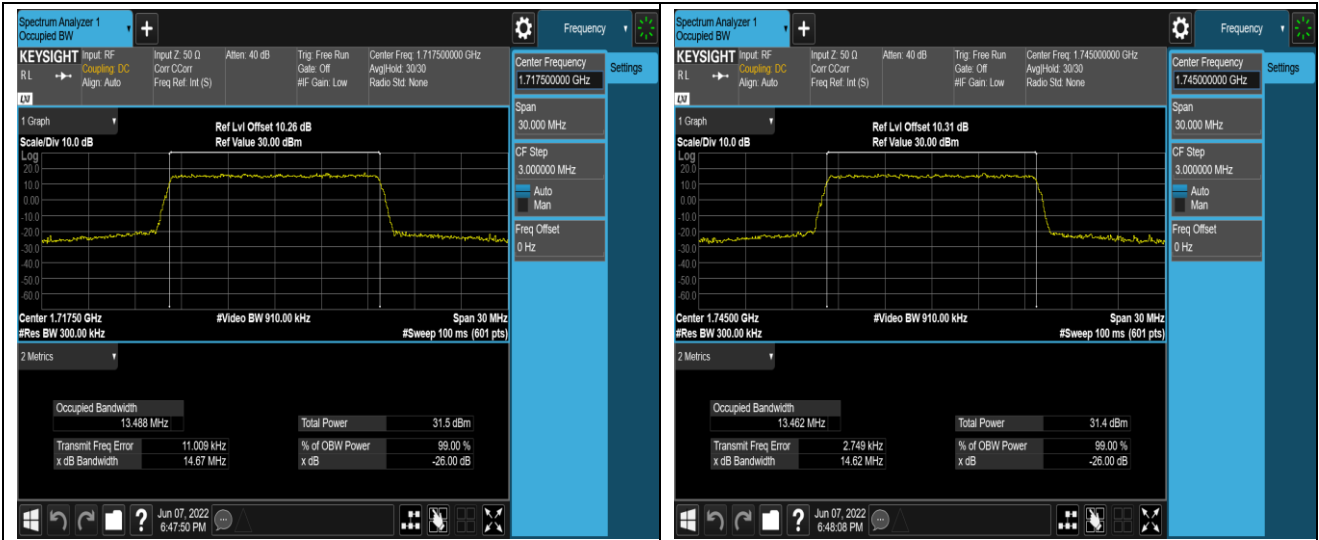 Spectrum Analyzer 1
Occupied BW
+
Frequency
KEYSIGHT Input: RF
Coupling: DC
Align: Auto
RL
Input Z: 50 Ω
Corr CCorr
Freq Ref: Int (S)
Atten: 40 dB
Trig: Free Run
Gate: Off
#IF Gain: Low
Center Freq: 1.717500000 GHz
Avg|Hold: 30/30
Radio Std: None
LXI
Center Frequency
1.717500000 GHz
Settings
Span
30.000 MHz
CF Step
3.000000 MHz
Auto
Man
Freq Offset
0 Hz
1 Graph
Scale/Div 10.0 dB
Ref Lvl Offset 10.26 dB
Ref Value 30.00 dBm
Log
20.0
10.0
0.00
-10.0
-20.0
-30.0
-40.0
-50.0
-60.0
Center 1.71750 GHz
#Video BW 910.00 kHz
Span 30 MHz
#Res BW 300.00 kHz
#Sweep 100 ms (601 pts)
2 Metrics
Occupied Bandwidth
13.488 MHz
Total Power 31.5 dBm
Transmit Freq Error 11.009 kHz
% of OBW Power 99.00 %
x dB Bandwidth 14.67 MHz
x dB -26.00 dB
?
Jun 07, 2022
6:47:50 PM
Spectrum Analyzer 1
Occupied BW
+
Frequency
KEYSIGHT Input: RF
Coupling: DC
Align: Auto
RL
Input Z: 50 Ω
Corr CCorr
Freq Ref: Int (S)
Atten: 40 dB
Trig: Free Run
Gate: Off
#IF Gain: Low
Center Freq: 1.745000000 GHz
Avg|Hold: 30/30
Radio Std: None
LXI
Center Frequency
1.745000000 GHz
Settings
Span
30.000 MHz
CF Step
3.000000 MHz
Auto
Man
Freq Offset
0 Hz
1 Graph
Scale/Div 10.0 dB
Ref Lvl Offset 10.31 dB
Ref Value 30.00 dBm
Log
20.0
10.0
0.00
-10.0
-20.0
-30.0
-40.0
-50.0
-60.0
Center 1.74500 GHz
#Video BW 910.00 kHz
Span 30 MHz
#Res BW 300.00 kHz
#Sweep 100 ms (601 pts)
2 Metrics
Occupied Bandwidth
13.462 MHz
Total Power 31.4 dBm
Transmit Freq Error 2.749 kHz
% of OBW Power 99.00 %
x dB Bandwidth 14.62 MHz
x dB -26.00 dB
?
Jun 07, 2022
6:48:08 PM